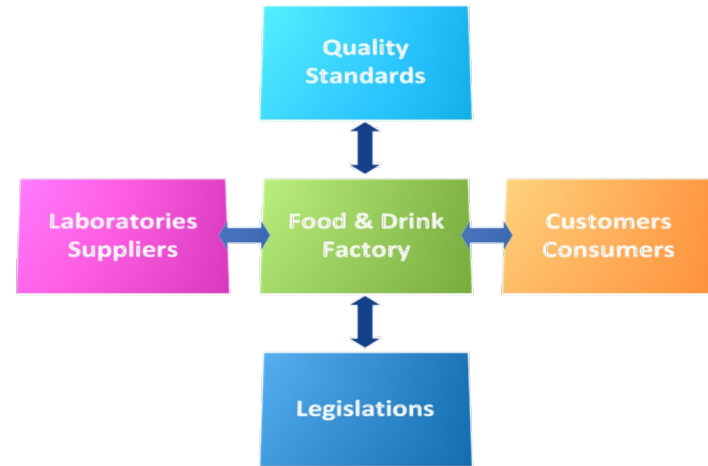 Quality
Standards
Laboratories
Suppliers
Food & Drink
Factory
Customers
Consumers
Legislations